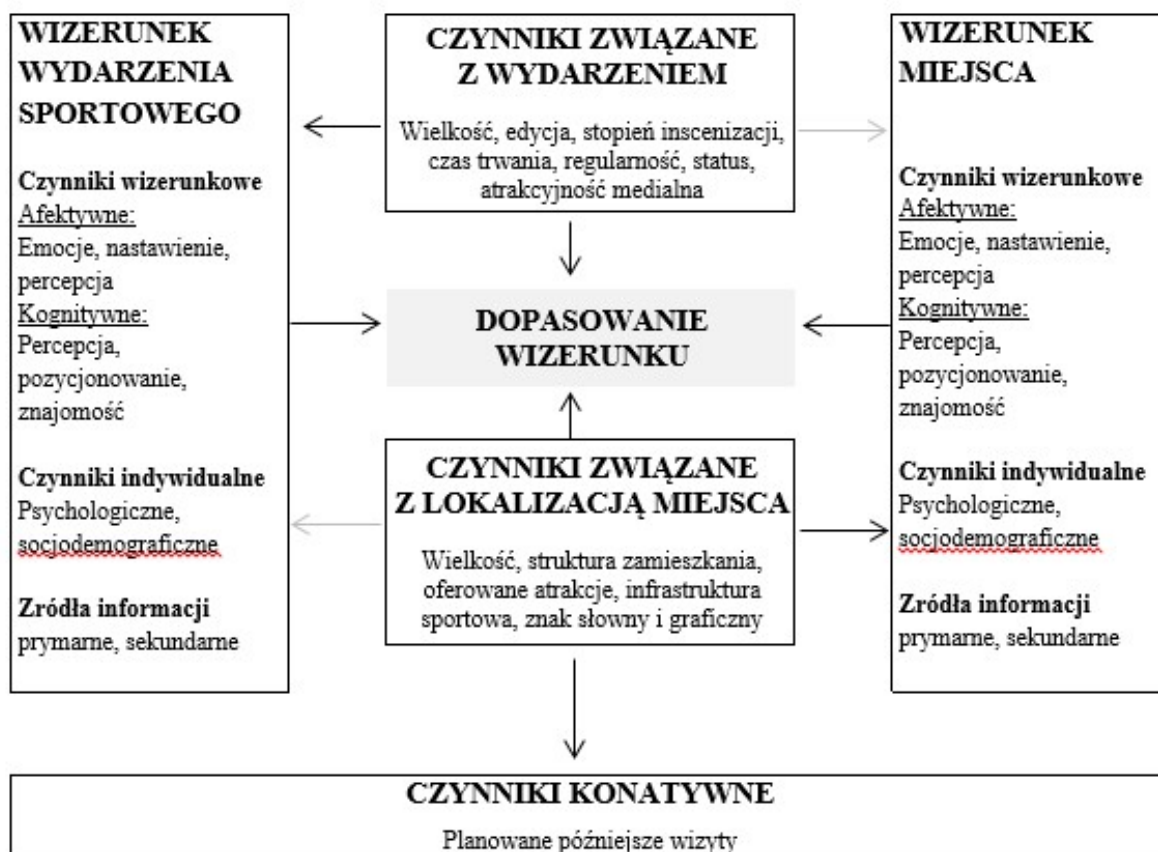 WIZERUNEK
WYDARZENIA
SPORTOWEGO
Czynniki wizerunkowe
Afektywne:
Emocje, nastawienie,
percepcja
Kognitywne:
Percepcja,
pozycjonowanie,
znajomość
Czynniki indywidualne
Psychologiczne,
socjodemograficzne
Zródła informacji
prymarne, sekundarne
CZYNNIKI ZWIĄZANE
Z WYDARZENIEM
Wielkość, edycja, stopień inscenizacji,
czas trwania, regularność, status,
atrakcyjność medialna
DOPASOWANIE
WIZERUNKU
CZYNNIKI ZWIĄZANE
Z LOKALIZACJĄ MIEJSCA
Wielkość, struktura zamieszkania,
oferowane atrakcje, infrastruktura
sportowa, znak słowny i graficzny
WIZERUNEK
MIEJSCA
Czynniki wizerunkowe
Afektywne:
Emocje, nastawienie,
percepcja
Kognitywne:
Percepcja,
pozycjonowanie,
znajomość
Czynniki indywidualne
Psychologiczne,
socjodemograficzne
Zródła informacji
prymarne, sekundarne
CZYNNIKI KONATYWNE
Planowane późniejsze wizyty